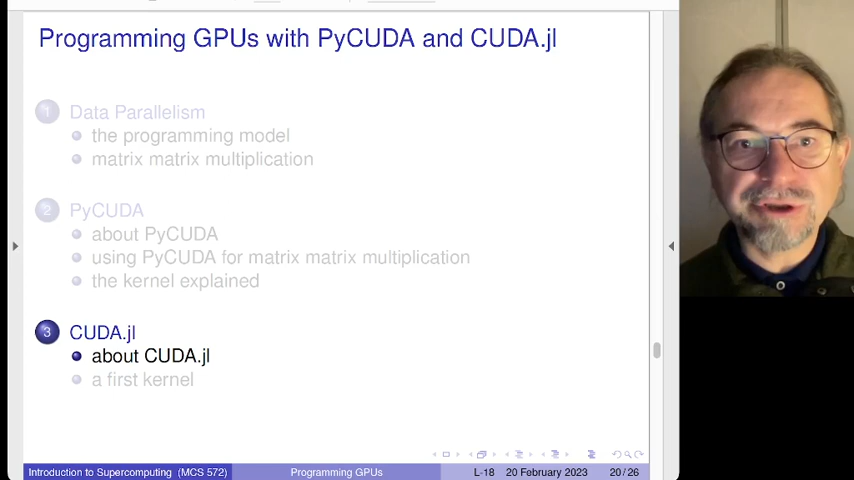 Programming GPUs with PyCUDA and CUDA.jl
1 Data Parallelism
the programming model
matrix matrix multiplication
2 PyCUDA
about PyCUDA
using PyCUDA for matrix matrix multiplication
the kernel explained
3 CUDA.jl
about CUDA.jl
a first kernel
Introduction to Supercomputing (MCS 572) Programming GPUs L-18 20 February 2023 20 / 26